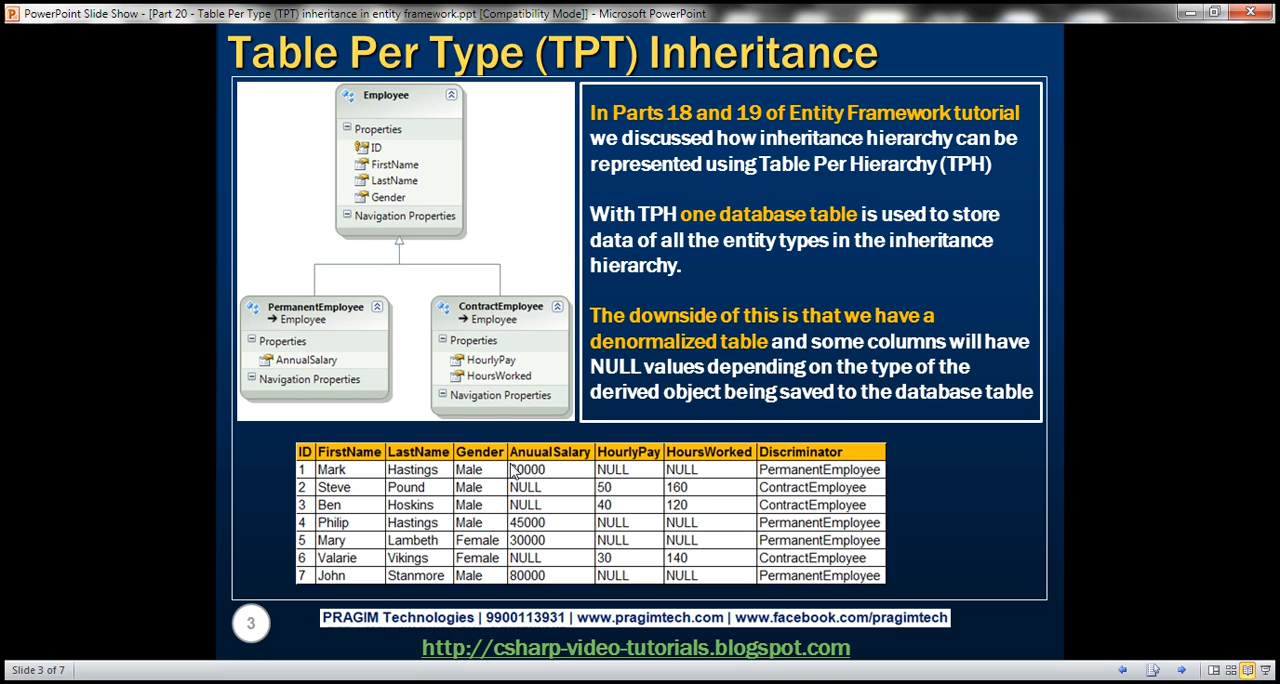 PowerPoint Slide Show - [Part 20 - Table Per Type (TPT) inheritance in entity framework.ppt [Compatibility Mode]] - Microsoft PowerPoint
Table Per Type (TPT) Inheritance
Employee
Properties
ID
FirstName
LastName
Gender
Navigation Properties
PermanentEmployee
Employee
Properties
AnnualSalary
Navigation Properties
ContractEmployee
Employee
Properties
HourlyPay
HoursWorked
Navigation Properties
In Parts 18 and 19 of Entity Framework tutorial
we discussed how inheritance hierarchy can be
represented using Table Per Hierarchy (TPH)
With TPH one database table is used to store
data of all the entity types in the inheritance
hierarchy.
The downside of this is that we have a
denormalized table and some columns will have
NULL values depending on the type of the
derived object being saved to the database table
ID FirstName LastName Gender AnuualSalary HourlyPay HoursWorked Discriminator
1 Mark Hastings Male NULL NULL PermanentEmployee
2 Steve Pound Male NULL 50 160 ContractEmployee
3 Ben Hoskins Male NULL 40 120 ContractEmployee
4 Philip Hastings Male 45000 NULL NULL PermanentEmployee
5 Mary Lambeth Female 30000 NULL NULL PermanentEmployee
6 Valarie Vikings Female NULL 30 140 ContractEmployee
7 John Stanmore Male 80000 NULL NULL PermanentEmployee
3
PRAGIM Technologies | 9900113931 | www.pragimtech.com | www.facebook.com/pragimtech
http://csharp-video-tutorials.blogspot.com
Slide 3 of 7